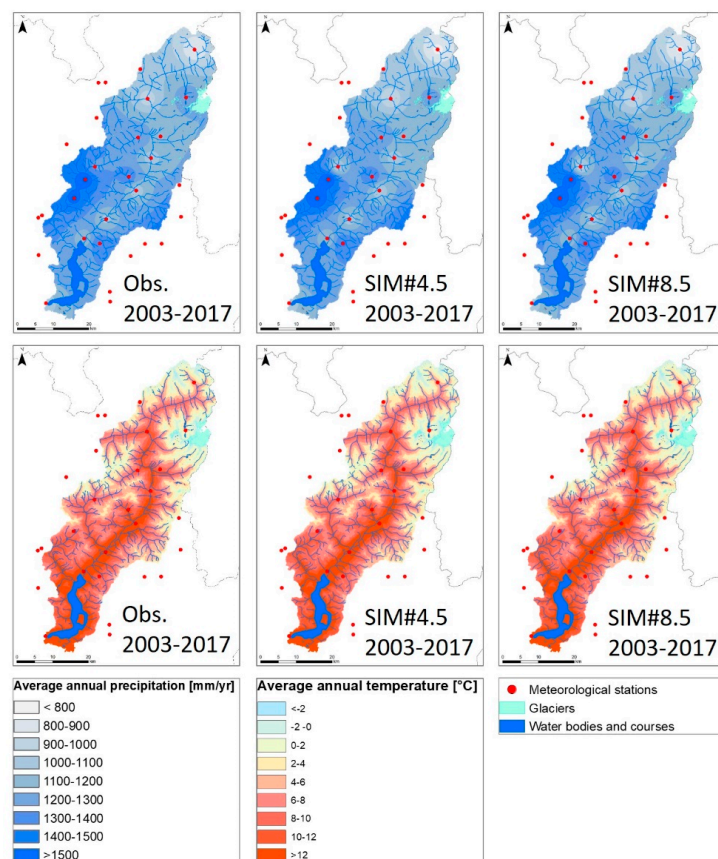 Obs.
2003-2017
SIM#4.5
2003-2017
SIM#8.5
2003-2017
Obs.
2003-2017
SIM#4.5
2003-2017
SIM#8.5
2003-2017
Average annual precipitation [mm/yr]
< 800
800-900
900-1000
1000-1100
1100-1200
1200-1300
1300-1400
1400-1500
>1500
Average annual temperature [°C]
<-2
-2 -0
0-2
2-4
4-6
6-8
8-10
10-12
>12
Meteorological stations
Glaciers
Water bodies and courses